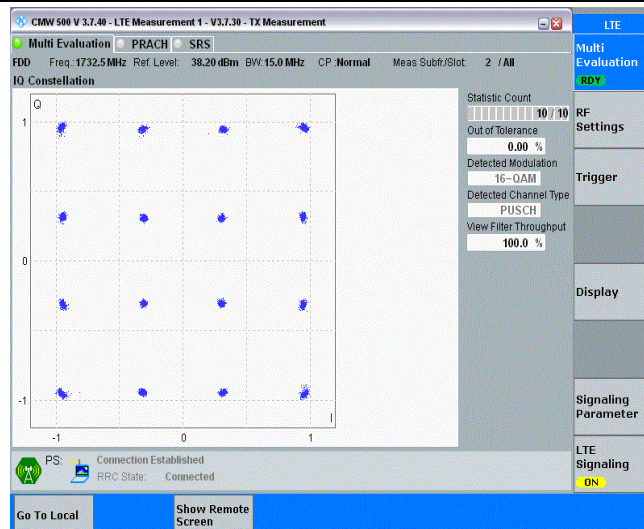 CMW 500 V 3.7.40 - LTE Measurement 1 - V3.7.30 - TX Measurement
LTE
Multi Evaluation PRACH SRS
Multi
Evaluation
RDY
FDD Freq.:1732.5 MHz Ref. Level: 38.20 dBm BW:15.0 MHz CP :Normal Meas Subfr./Slot: 2 / All
IQ Constellation
Q
1
0
-1
-1 0 1
I
Statistic Count
10 / 10
Out of Tolerance
0.00 %
Detected Modulation
16-QAM
Detected Channel Type
PUSCH
View Filter Throughput
100.0 %
RF
Settings
Trigger
Display
Signaling
Parameter
LTE
Signaling
ON
PS: Connection Established
RRC State: Connected
Go To Local
Show Remote
Screen